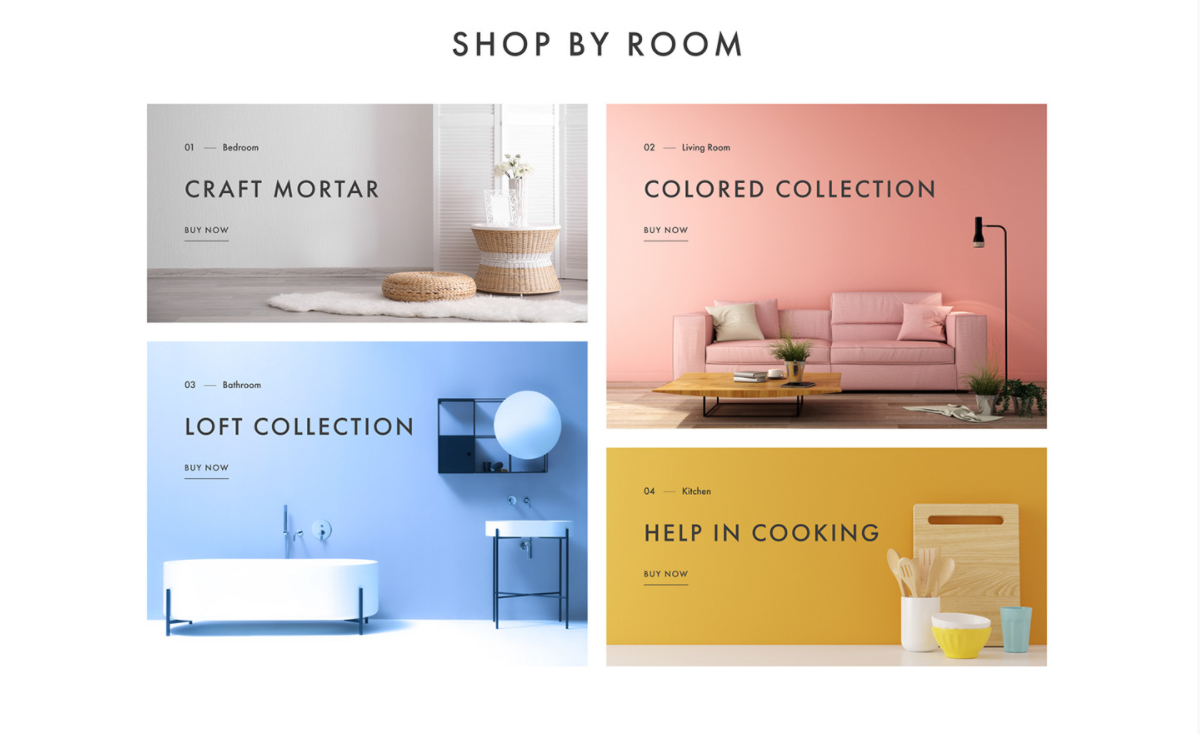 SHOP BY ROOM
01 — Bedroom
CRAFT MORTAR
BUY NOW
02 — Living Room
COLORED COLLECTION
BUY NOW
03 — Bathroom
LOFT COLLECTION
BUY NOW
04 — Kitchen
HELP IN COOKING
BUY NOW